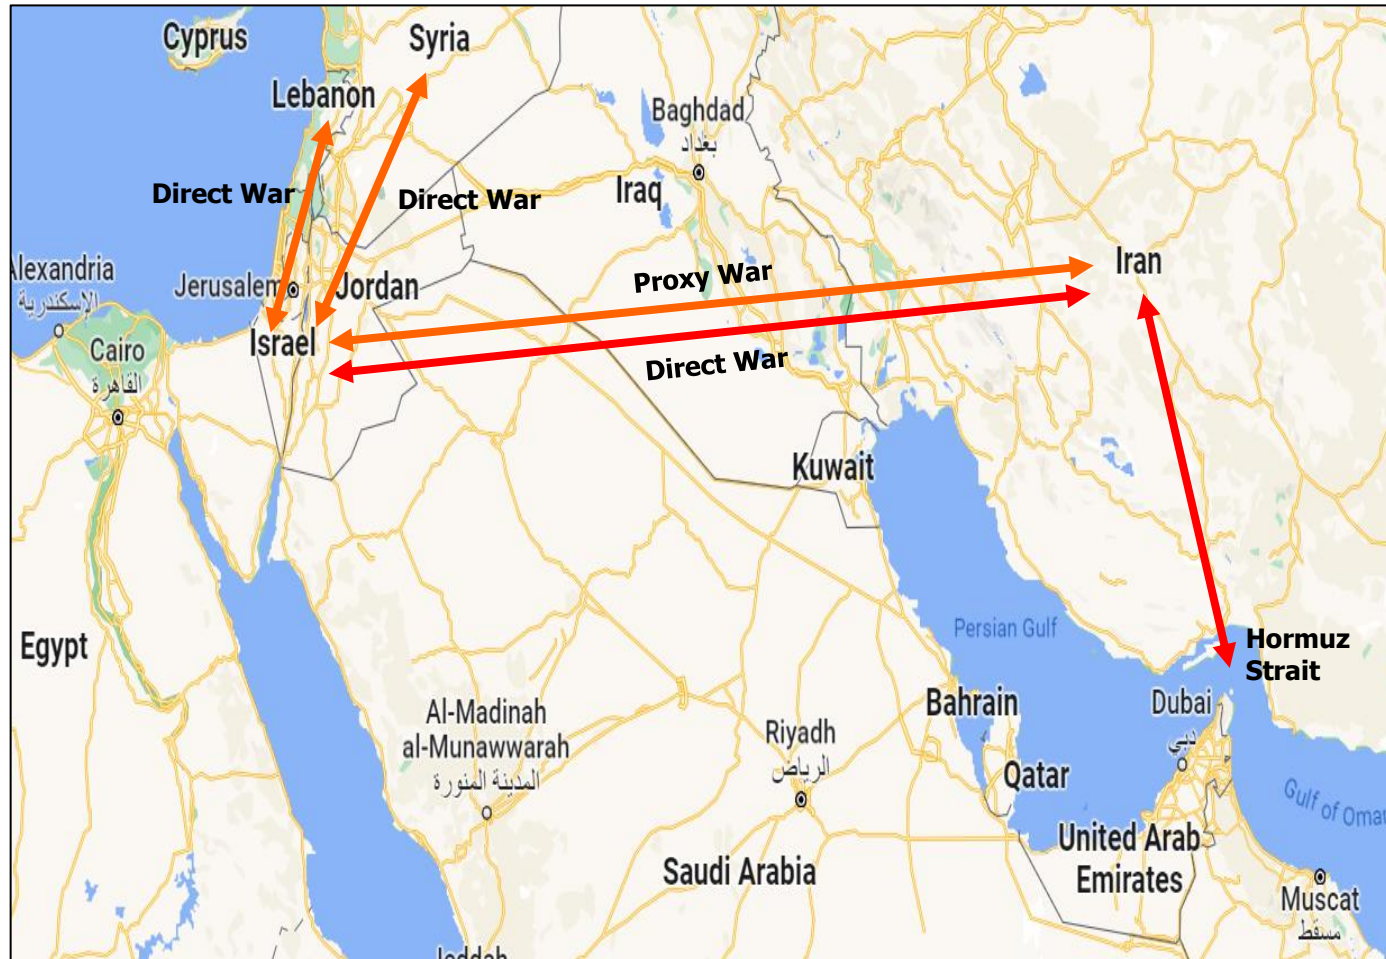 Cyprus
Syria
Lebanon
Baghdad
بغداد
Direct War
Direct War
Iraq
Alexandria
الإسكندرية
Jerusalem
Jordan
Proxy War
Iran
Israel
Cairo
القاهرة
Direct War
Kuwait
Egypt
Persian Gulf
Hormuz
Strait
Al-Madinah
al-Munawwarah
المدينة المنورة
Riyadh
الرياض
Bahrain
Dubai
دبي
Qatar
Gulf of Oma
United Arab
Emirates
Saudi Arabia
Muscat
مسقط
Jeddah